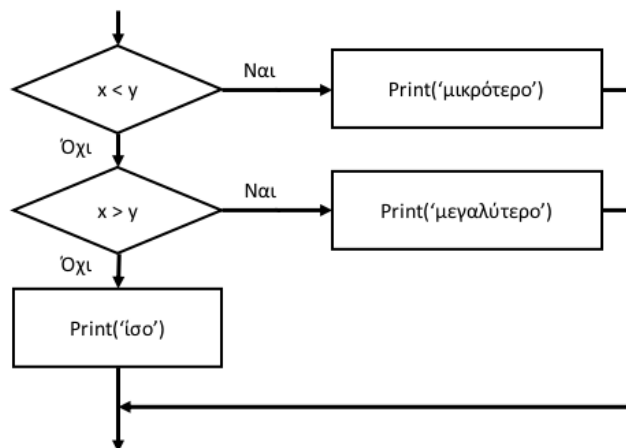 x < y
Ναι
Print(‘μικρότερο’)
Όχι
x > y
Ναι
Print(‘μεγαλύτερο’)
Όχι
Print(‘ίσο’)